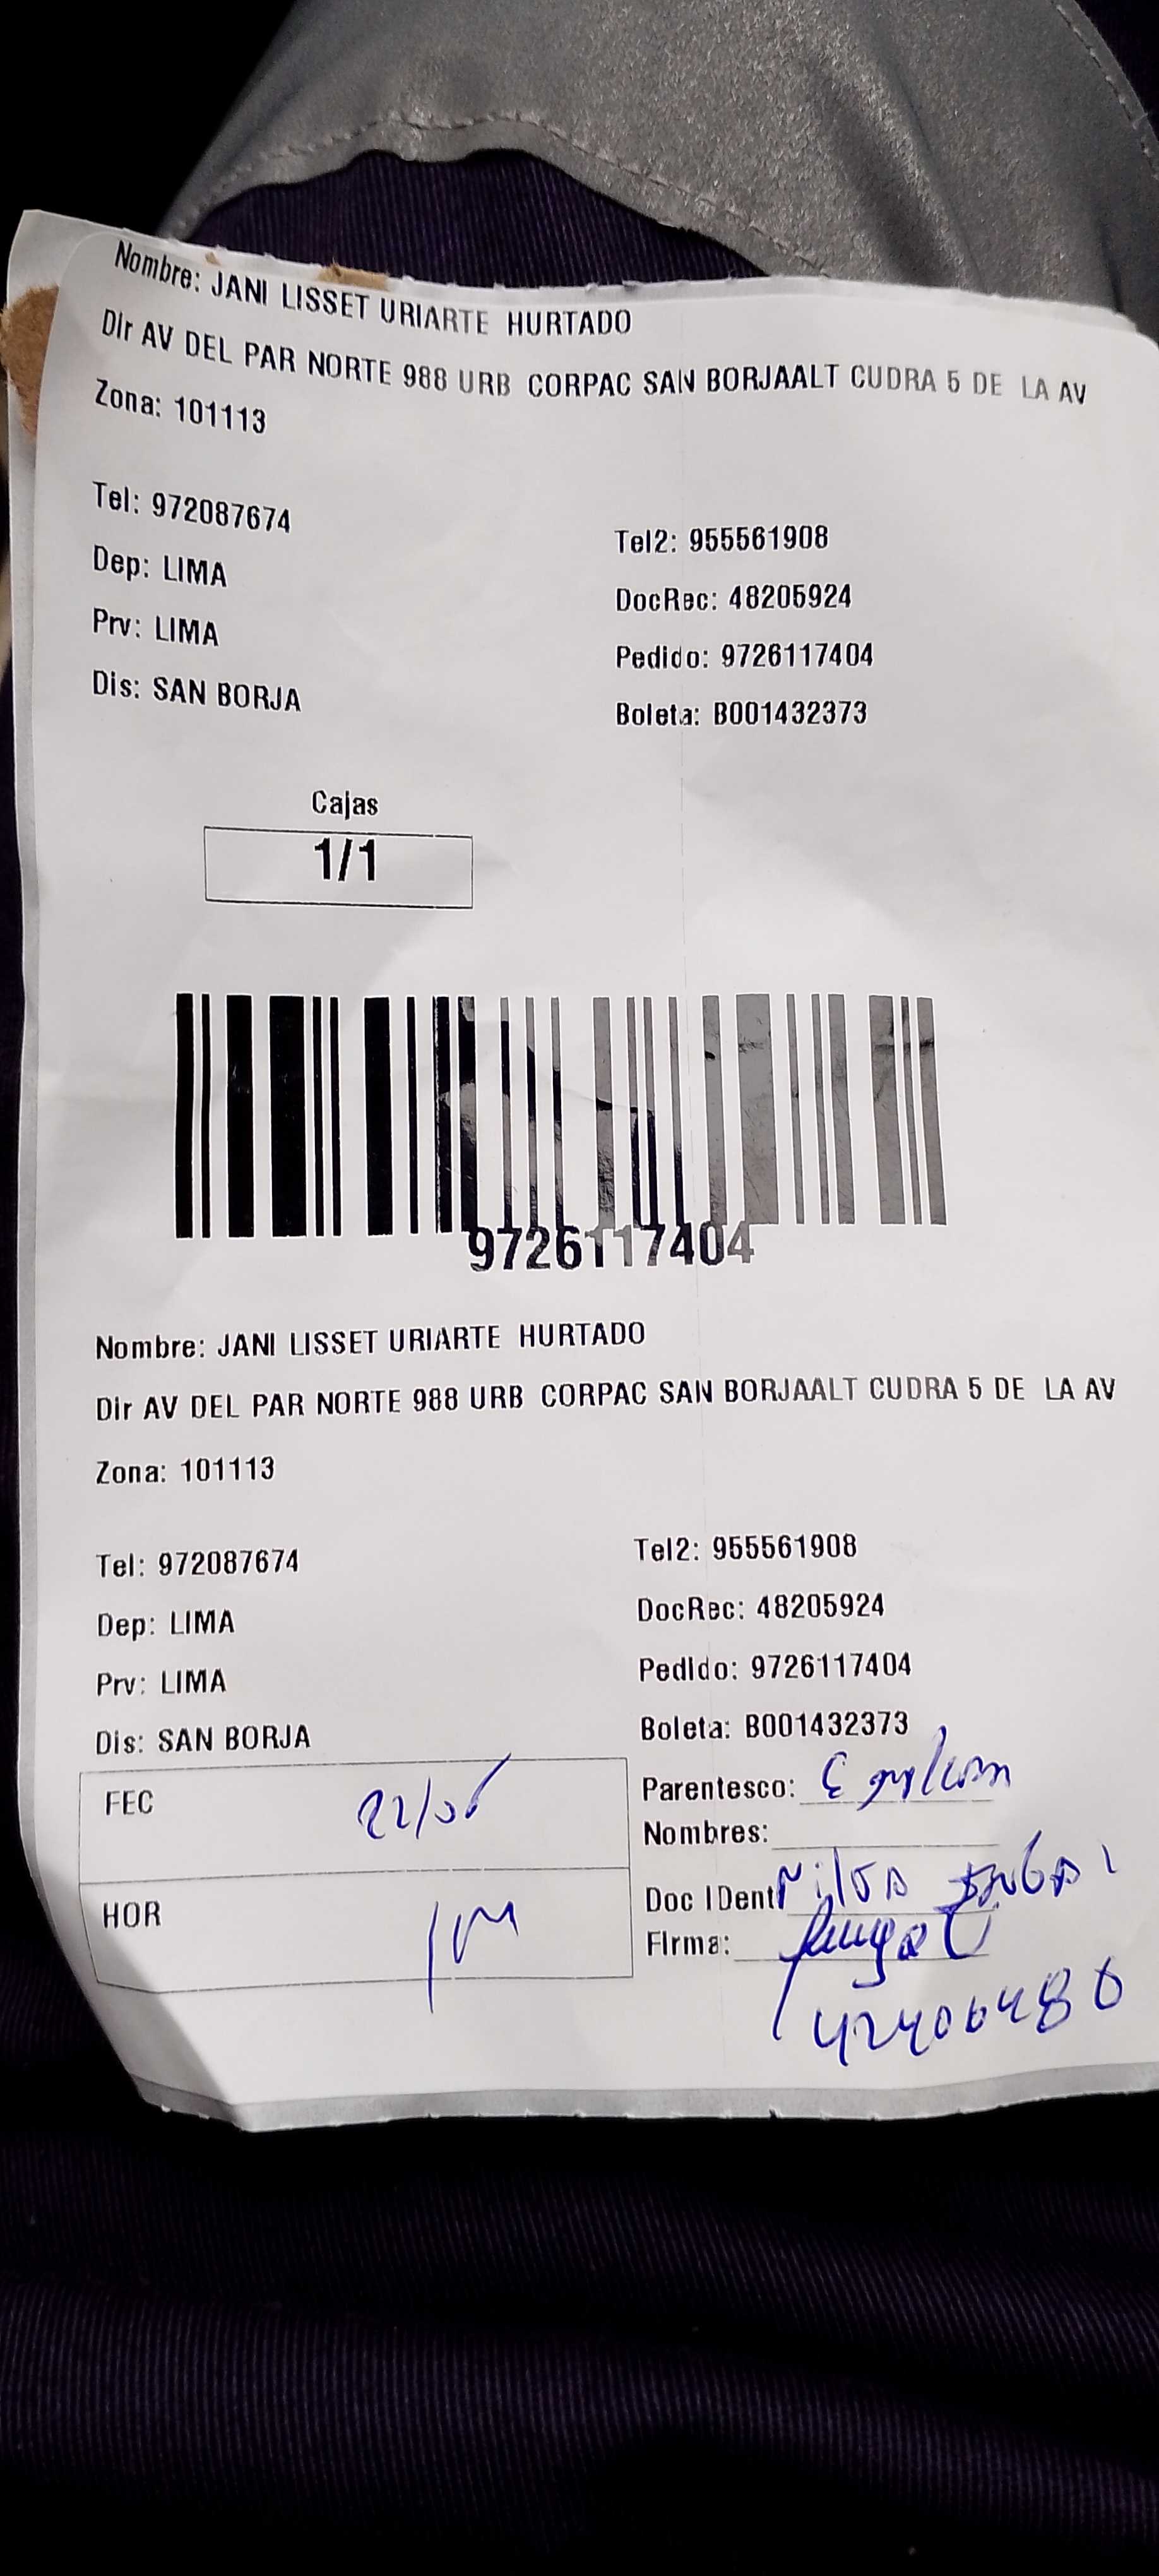 Nombre: JANI LISSET URIARTE HURTADO
Dir AV DEL PAR NORTE 988 URB CORPAC SAN BORJAALT CUDRA 5 DE LA AV
Zona: 101113
Tel: 972087674
Tel2: 955561908
Dep: LIMA
DocRec: 48205924
Prv: LIMA
Pedido: 9726117404
Dis: SAN BORJA
Boleta: B001432373
Cajas
1/1
9726117404
Nombre: JANI LISSET URIARTE HURTADO
Dir AV DEL PAR NORTE 988 URB CORPAC SAN BORJAALT CUDRA 5 DE LA AV
Zona: 101113
Tel: 972087674
Tel2: 955561908
Dep: LIMA
DocRec: 48205924
Prv: LIMA
Pedido: 9726117404
Dis: SAN BORJA
Boleta: B001432373
FEC 22/06
Parentesco:
Nombres:
HOR
Doc IDent
Firma:
42400480